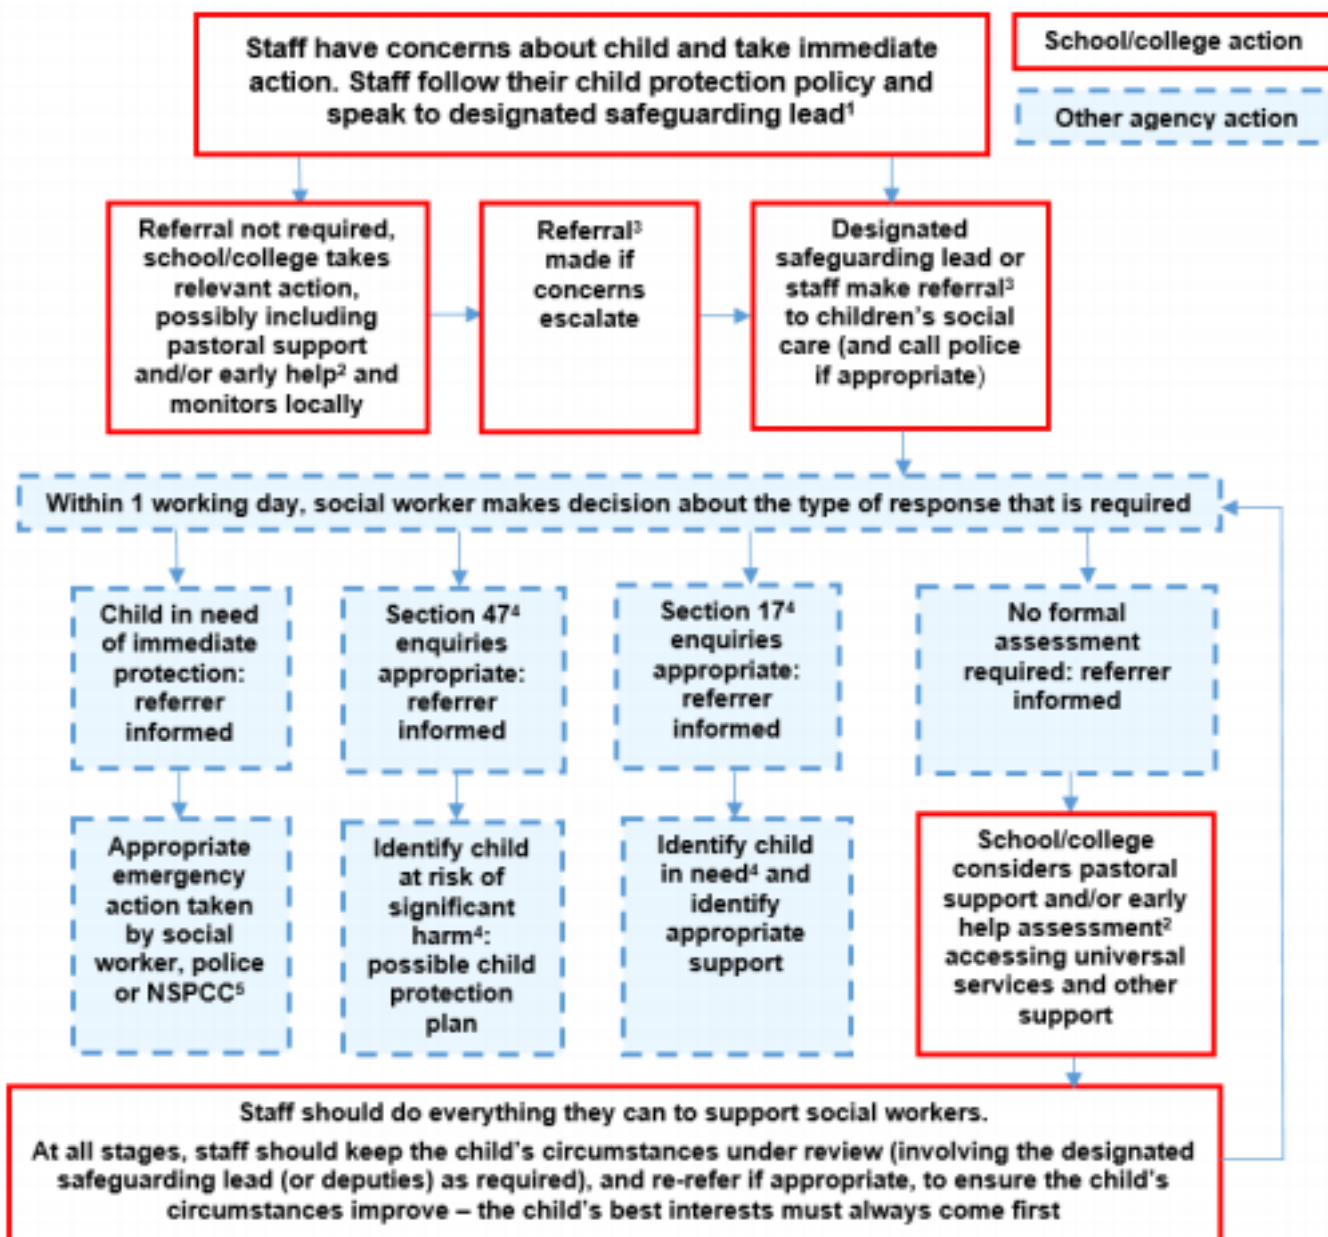 Staff have concerns about child and take immediate
action. Staff follow their child protection policy and
speak to designated safeguarding lead¹
School/college action
Other agency action
Referral not required,
school/college takes
relevant action,
possibly including
pastoral support
and/or early help² and
monitors locally
Referral³
made if
concerns
escalate
Designated
safeguarding lead or
staff make referral³
to children's social
care (and call police
if appropriate)
Within 1 working day, social worker makes decision about the type of response that is required
Child in need
of immediate
protection:
referrer
informed
Section 47⁴
enquiries
appropriate:
referrer
informed
Section 17⁴
enquiries
appropriate:
referrer
informed
No formal
assessment
required: referrer
informed
Appropriate
emergency
action taken
by social
worker, police
or NSPCC⁵
Identify child
at risk of
significant
harm⁴:
possible child
protection
plan
Identify child
in need⁴ and
identify
appropriate
support
School/college
considers pastoral
support and/or early
help assessment²
accessing universal
services and other
support
Staff should do everything they can to support social workers.
At all stages, staff should keep the child's circumstances under review (involving the designated
safeguarding lead (or deputies) as required), and re-refer if appropriate, to ensure the child's
circumstances improve – the child's best interests must always come first